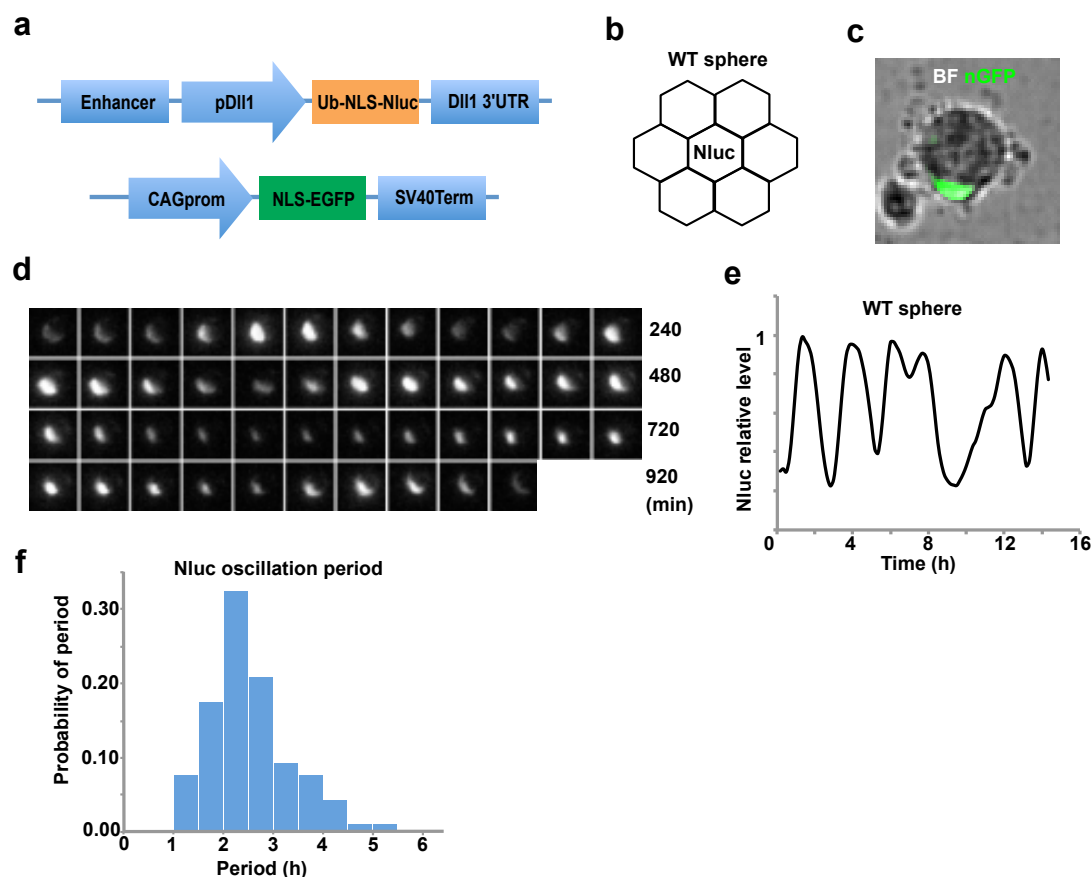 a
Enhancer pDll1 Ub-NLS-Nluc Dll1 3'UTR
CAGprom NLS-EGFP SV40Term
b
WT sphere
Nluc
c
BF nGFP
d
240
480
720
920
(min)
e
WT sphere
Nluc relative level
1
0 4 8 12 16
Time (h)
f
Nluc oscillation period
Probability of period
0.30
0.20
0.10
0.00
0 1 2 3 4 5 6
Period (h)